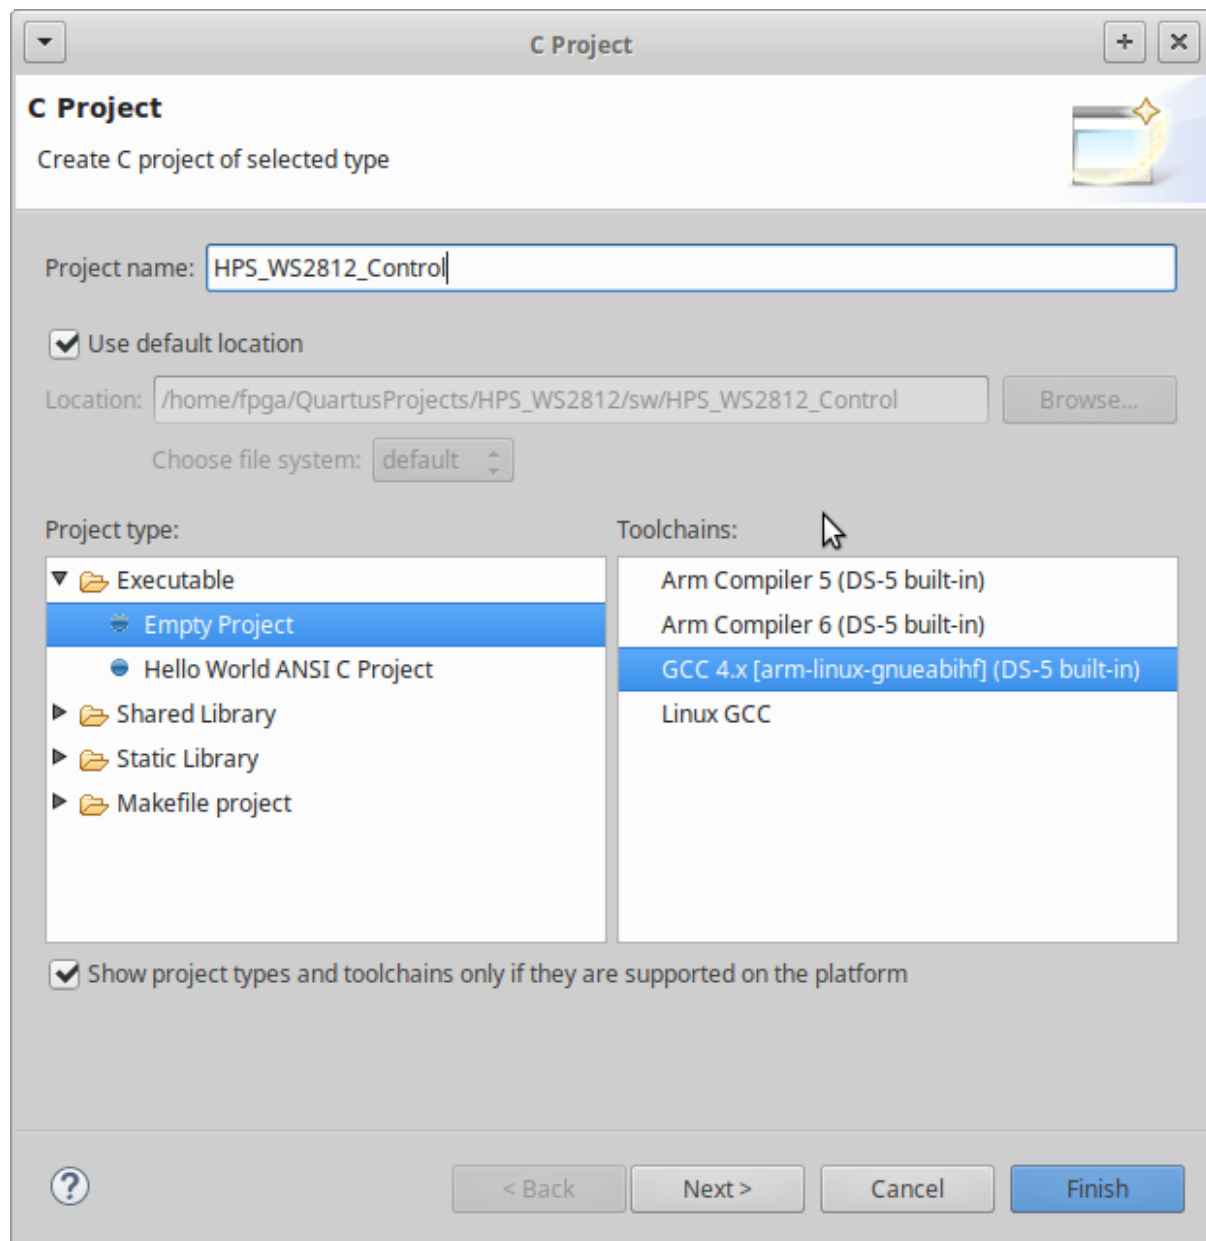 C Project
C Project
Create C project of selected type
Project name: HPS_WS2812_Control
Use default location
Location: /home/fpga/QuartusProjects/HPS_WS2812/sw/HPS_WS2812_Control Browse...
Choose file system: default
Project type: Toolchains:
Executable
Empty Project
Hello World ANSI C Project
Shared Library
Static Library
Makefile project
Arm Compiler 5 (DS-5 built-in)
Arm Compiler 6 (DS-5 built-in)
GCC 4.x [arm-linux-gnueabihf] (DS-5 built-in)
Linux GCC
Show project types and toolchains only if they are supported on the platform
? < Back Next > Cancel Finish